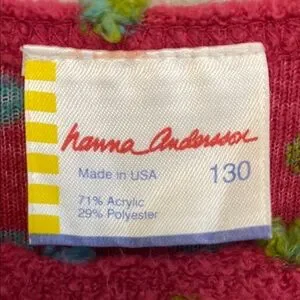 hanna Andersson
Made in USA
130
71% Acrylic
29% Polyester